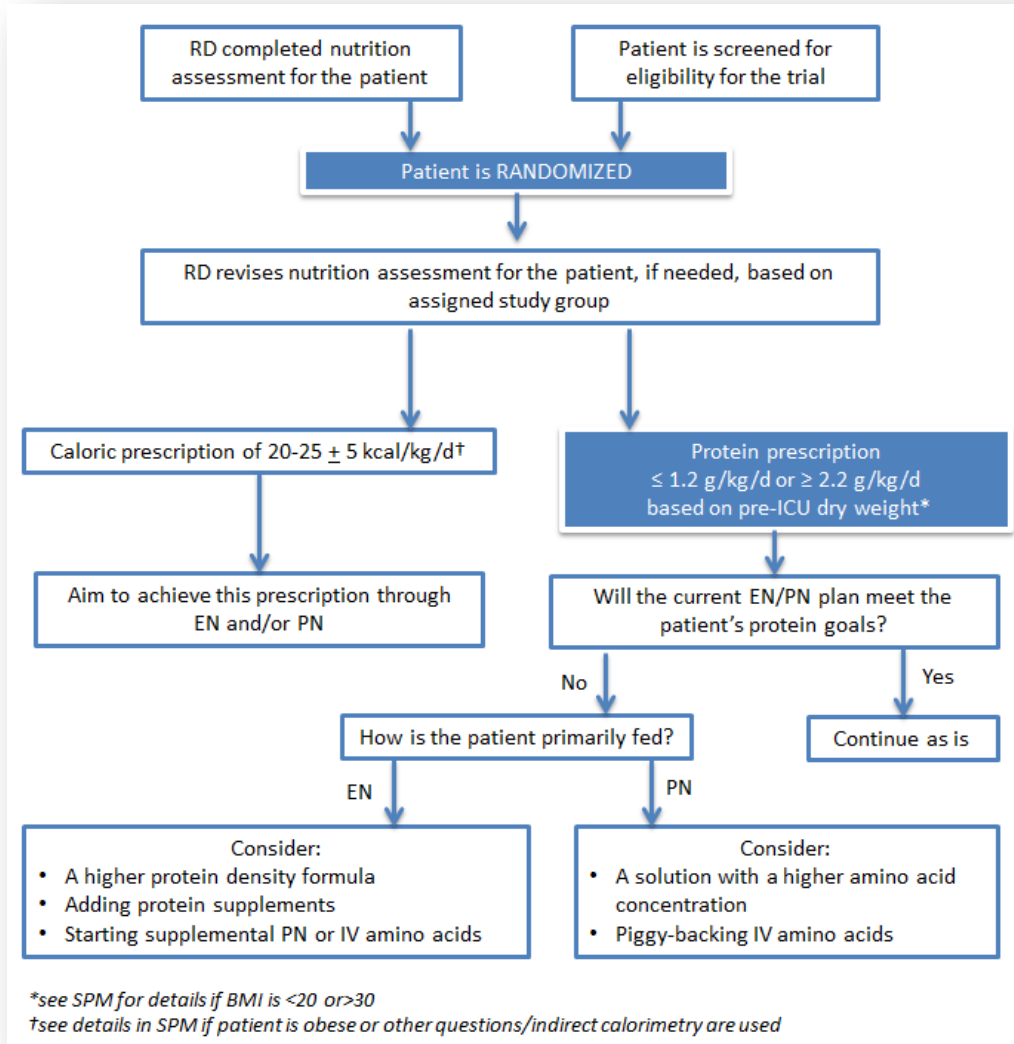 RD completed nutrition
assessment for the patient
Patient is screened for
eligibility for the trial
Patient is RANDOMIZED
RD revises nutrition assessment for the patient, if needed, based on
assigned study group
Caloric prescription of 20-25 ± 5 kcal/kg/d†
Protein prescription
≤ 1.2 g/kg/d or ≥ 2.2 g/kg/d
based on pre-ICU dry weight*
Aim to achieve this prescription through
EN and/or PN
Will the current EN/PN plan meet the
patient’s protein goals?
No
Yes
How is the patient primarily fed?
Continue as is
EN
PN
Consider:
• A higher protein density formula
• Adding protein supplements
• Starting supplemental PN or IV amino acids
Consider:
• A solution with a higher amino acid
concentration
• Piggy-backing IV amino acids
*see SPM for details if BMI is <20 or>30
†see details in SPM if patient is obese or other questions/indirect calorimetry are used